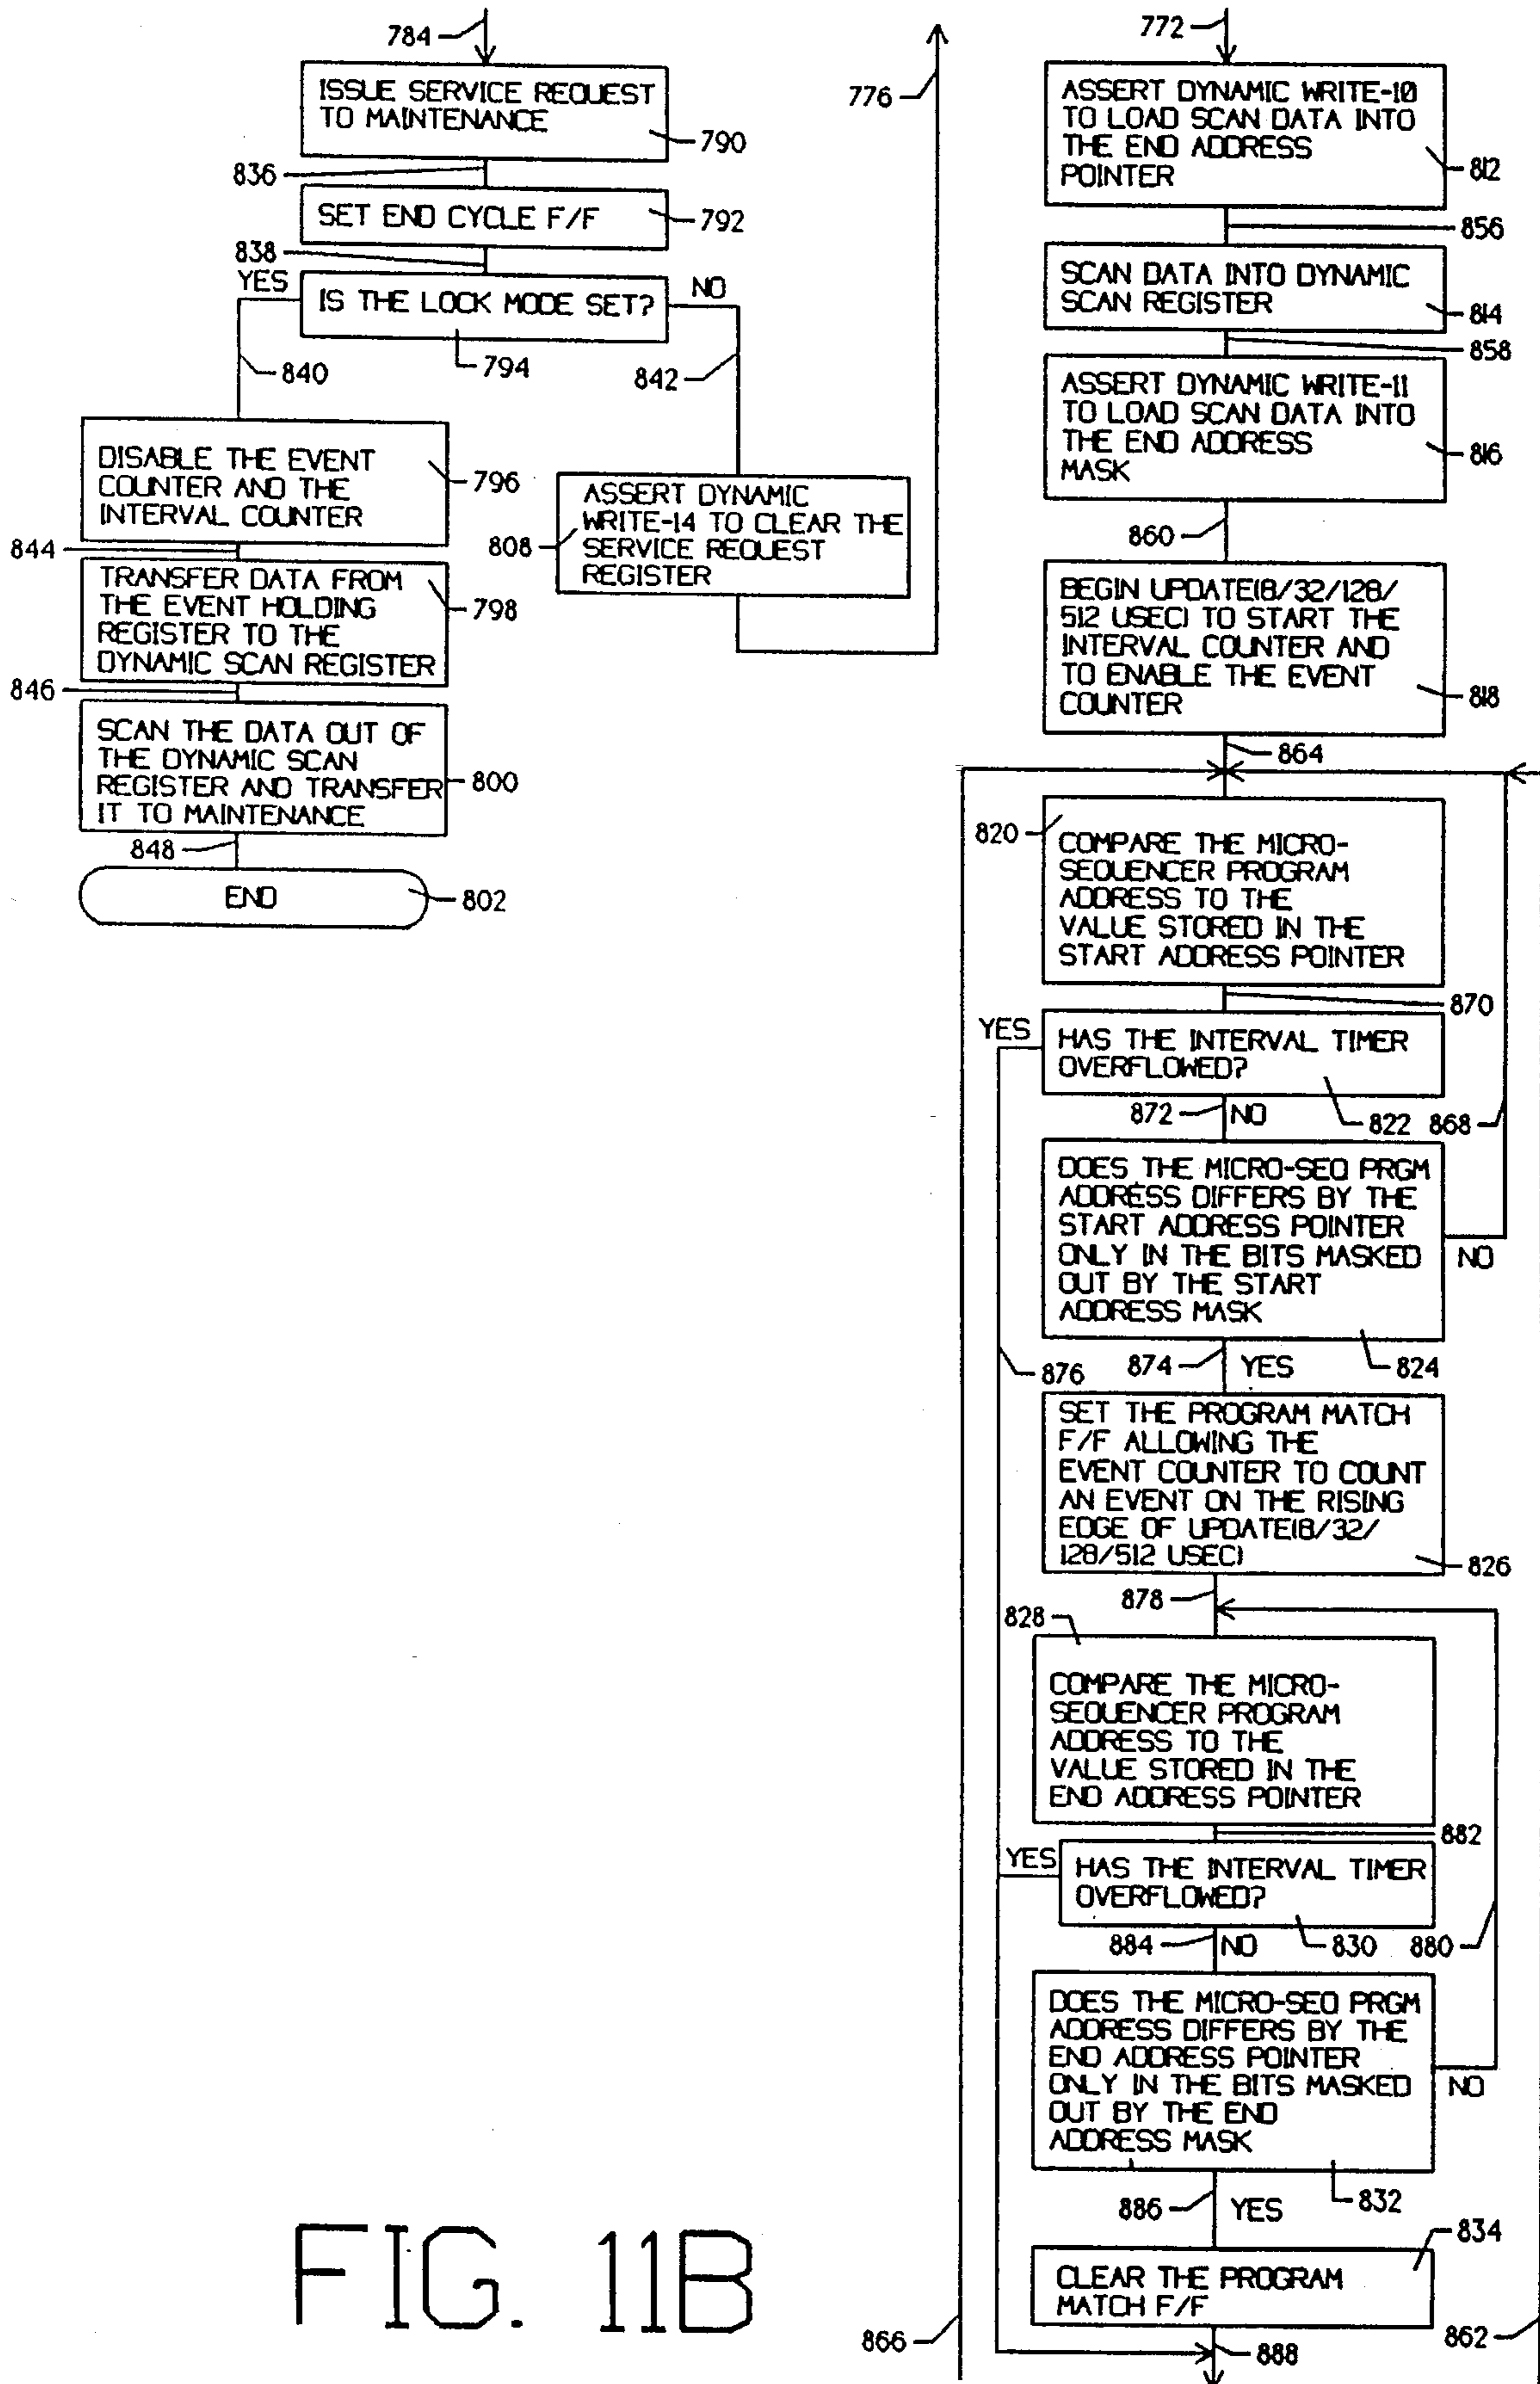 784
ISSUE SERVICE REQUEST
TO MAINTENANCE
790
836
SET END CYCLE F/F
792
838
YES
IS THE LOCK MODE SET?
NO
794
840
842
DISABLE THE EVENT
COUNTER AND THE
INTERVAL COUNTER
796
844
TRANSFER DATA FROM
THE EVENT HOLDING
REGISTER TO THE
DYNAMIC SCAN REGISTER
798
846
SCAN THE DATA OUT OF
THE DYNAMIC SCAN
REGISTER AND TRANSFER
IT TO MAINTENANCE
800
848
END
802
ASSERT DYNAMIC
WRITE-14 TO CLEAR THE
SERVICE REQUEST
REGISTER
808
776
772
ASSERT DYNAMIC WRITE-10
TO LOAD SCAN DATA INTO
THE END ADDRESS
POINTER
812
856
SCAN DATA INTO DYNAMIC
SCAN REGISTER
814
858
ASSERT DYNAMIC WRITE-11
TO LOAD SCAN DATA INTO
THE END ADDRESS
MASK
816
860
BEGIN UPDATE(8/32/128/
512 USEC) TO START THE
INTERVAL COUNTER AND
TO ENABLE THE EVENT
COUNTER
818
864
820
COMPARE THE MICRO-
SEQUENCER PROGRAM
ADDRESS TO THE
VALUE STORED IN THE
START ADDRESS POINTER
870
YES
HAS THE INTERVAL TIMER
OVERFLOWED?
872
NO
822
868
DOES THE MICRO-SEQ PRGM
ADDRESS DIFFERS BY THE
START ADDRESS POINTER
ONLY IN THE BITS MASKED
OUT BY THE START
ADDRESS MASK
NO
874
YES
824
876
SET THE PROGRAM MATCH
F/F ALLOWING THE
EVENT COUNTER TO COUNT
AN EVENT ON THE RISING
EDGE OF UPDATE(8/32/
128/512 USEC)
826
878
828
COMPARE THE MICRO-
SEQUENCER PROGRAM
ADDRESS TO THE
VALUE STORED IN THE
END ADDRESS POINTER
882
YES
HAS THE INTERVAL TIMER
OVERFLOWED?
884
NO
830
880
DOES THE MICRO-SEQ PRGM
ADDRESS DIFFERS BY THE
END ADDRESS POINTER
ONLY IN THE BITS MASKED
OUT BY THE END
ADDRESS MASK
NO
886
YES
832
834
CLEAR THE PROGRAM
MATCH F/F
866
888
862
FIG. 11B